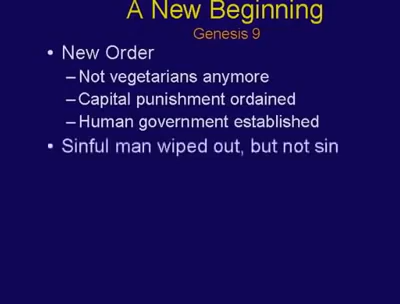 A New Beginning
Genesis 9
• New Order
– Not vegetarians anymore
– Capital punishment ordained
– Human government established
• Sinful man wiped out, but not sin